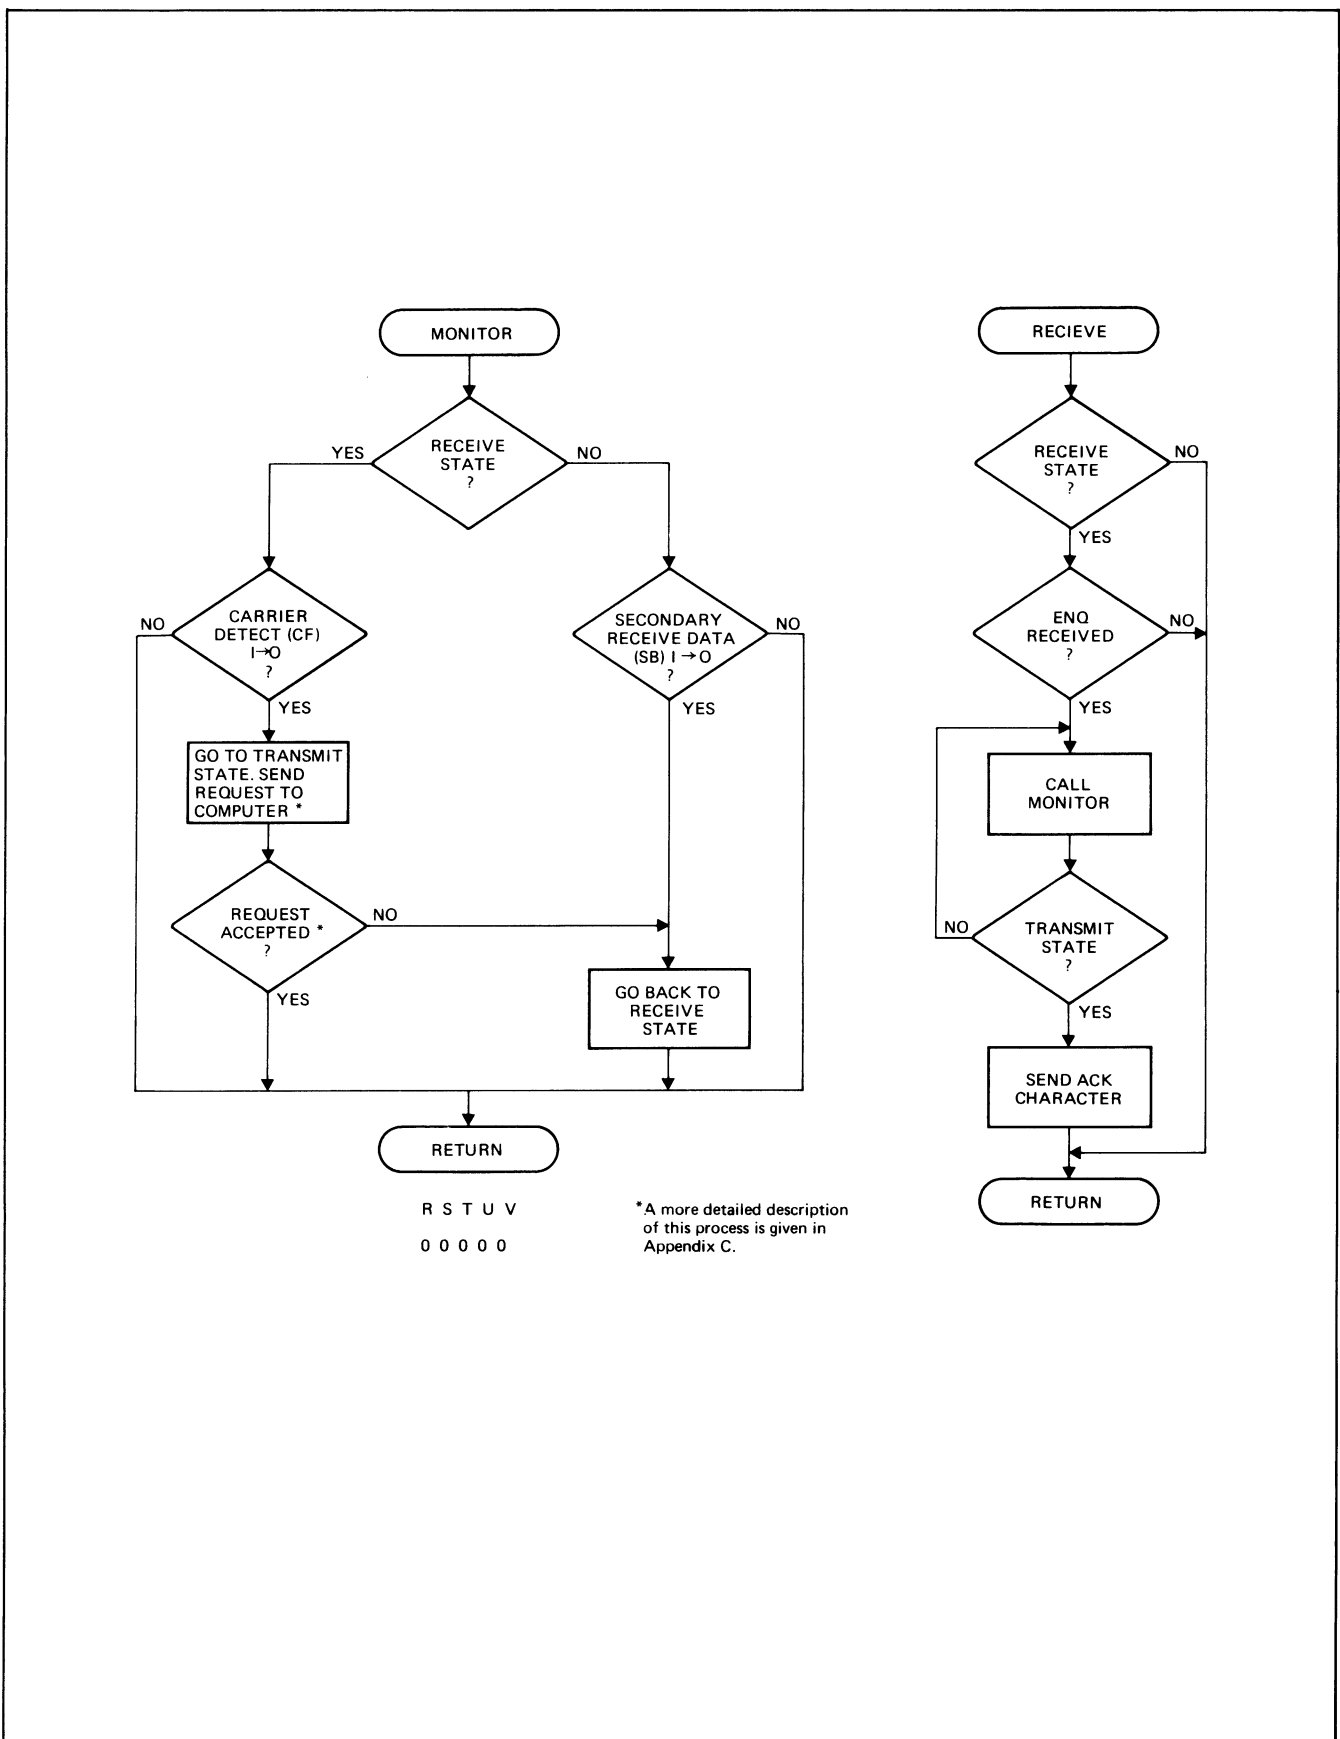 MONITOR
RECEIVE
STATE
?
YES
NO
CARRIER
DETECT (CF)
I→O
?
NO
YES
SECONDARY
RECEIVE DATA
(SB) I→O
?
NO
YES
GO TO TRANSMIT
STATE. SEND
REQUEST TO
COMPUTER *
REQUEST
ACCEPTED *
?
NO
YES
GO BACK TO
RECEIVE
STATE
RETURN
R S T U V
0 0 0 0 0
*A more detailed description
of this process is given in
Appendix C.
RECIEVE
RECEIVE
STATE
?
NO
YES
ENQ
RECEIVED
?
NO
YES
CALL
MONITOR
TRANSMIT
STATE
?
NO
YES
SEND ACK
CHARACTER
RETURN